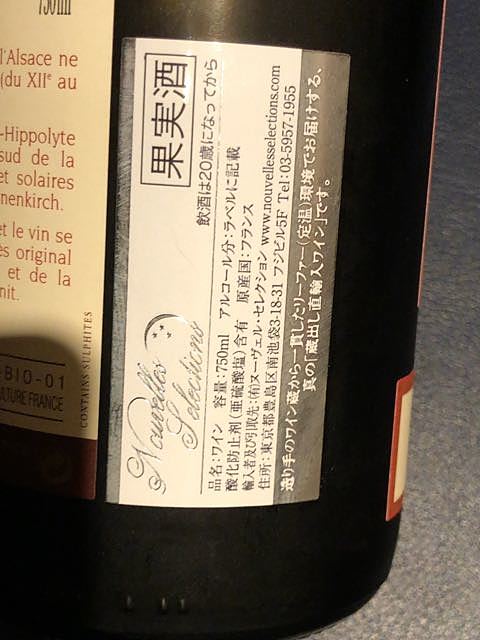 750ml
l'Alsace ne
(du XIIe au
-Hippolyte
sud de la
et solaires
nenkirch.
et le vin se
ès original
et de la
nit.
BIO-01
CULTURE FRANCE
CONTAINS SULPHITES
Nouvelles
Selections
果実酒
飲酒は20歳になってから
品名:ワイン 容量:750ml アルコール分:ラベルに記載
酸化防止剤(亜硫酸塩)含有 原産国:フランス
輸入者及び引取先:(有)ヌーヴェル・セレクション www.nouvellesselections.com
住所:東京都豊島区南池袋3-18-31 フジビル5F Tel:03-5957-1955
造り手のワイン蔵から一貫したリーファー(定温)環境でお届けする、
真の「蔵出し直輸入ワイン」です。